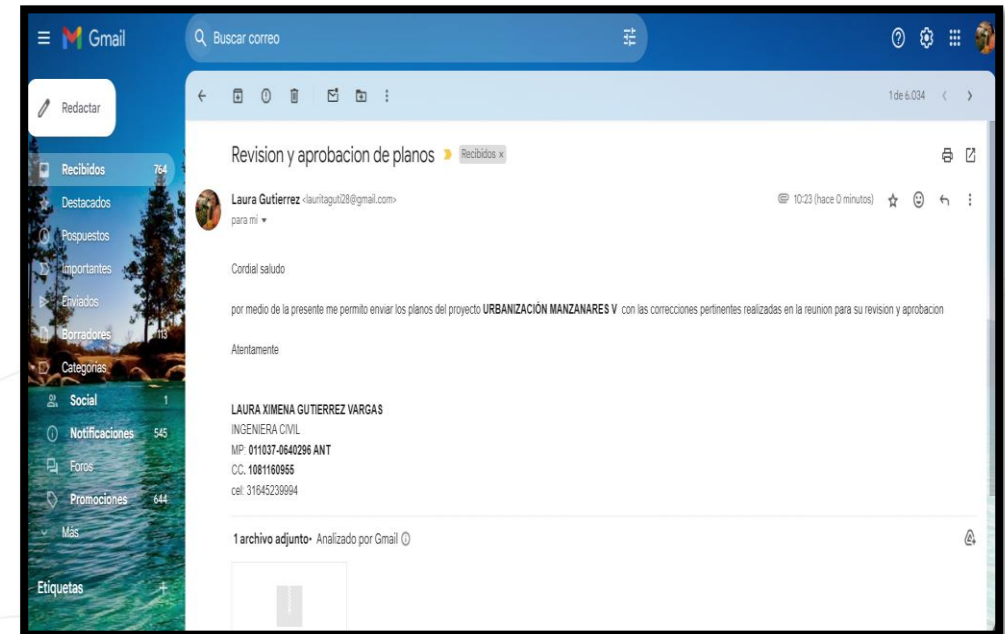 Gmail
Buscar correo
Redactar
1 de 6.034
Revision y aprobacion de planos
Recibidos x
Recibidos 764
Destacados
Pospuestos
Importantes
Enviados
Borradores 113
Categorías
Social 1
Notificaciones 545
Foros
Promociones 644
Más
Etiquetas
Laura Gutierrez <lauritaguti28@gmail.com>
10:23 (hace 0 minutos)
para mí
Cordial saludo
por medio de la presente me permito enviar los planos del proyecto URBANIZACIÓN MANZANARES V con las correcciones pertinentes realizadas en la reunion para su revision y aprobacion
Atentamente
LAURA XIMENA GUTIERREZ VARGAS
INGENIERA CIVIL
MP: 011037-0640296 ANT
CC. 1081160955
cel: 31645239994
1 archivo adjunto • Analizado por Gmail